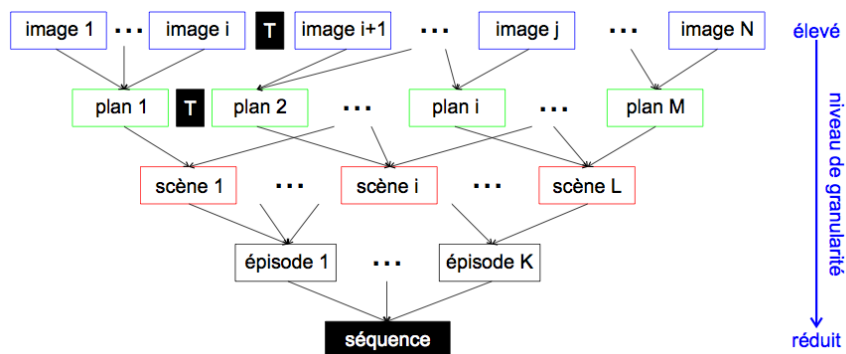 image 1 ... image i T image i+1 ... image j ... image N élevé
plan 1 T plan 2 ... plan i ... plan M
scène 1 ... scène i ... scène L
épisode 1 ... épisode K
séquence
réduit
niveau de granularité